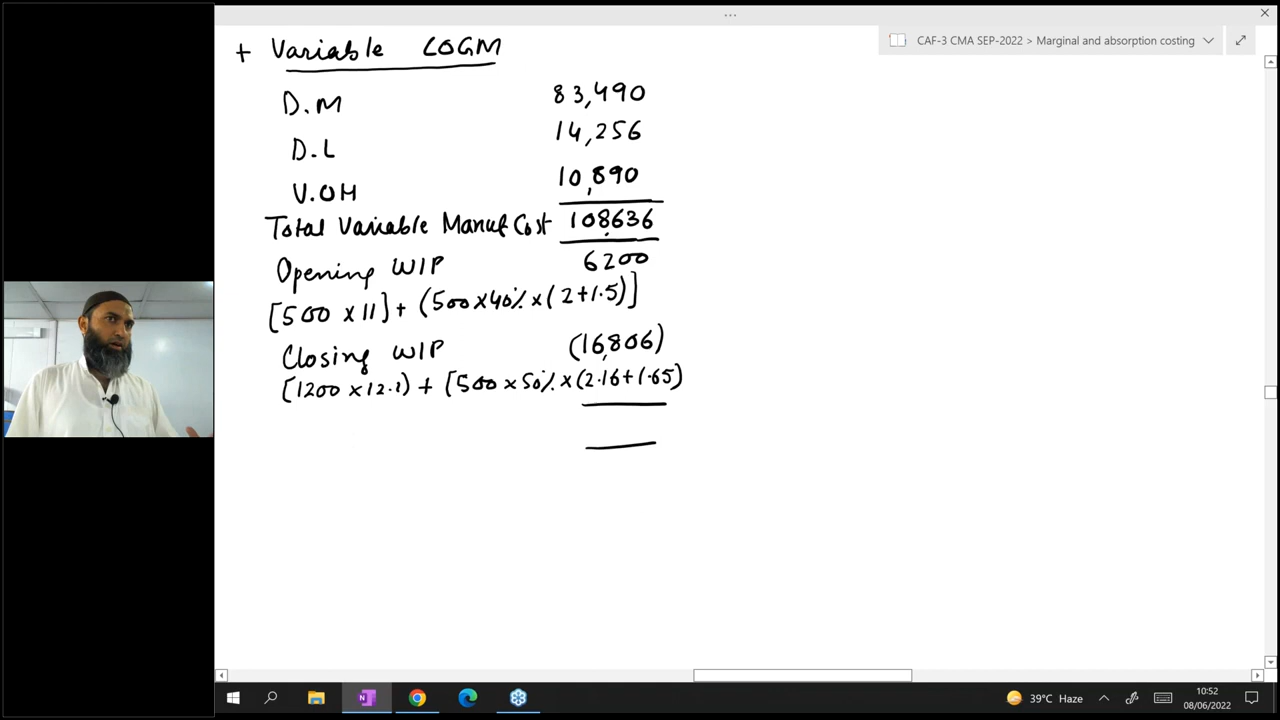 CAF-3 CMA SEP-2022 > Marginal and absorption costing
+ Variable COGM
D.M 83,490
D.L 14,256
V.OH 10,890
Total Variable Manuf Cost 108,636
Opening WIP 6200
[500 x 11] + (500 x 40% x (2+1.5)]
Closing WIP (16,806)
[1200 x 12.1) + [500 x 50% x (2.16+1.65)
39°C Haze
10:52
08/06/2022